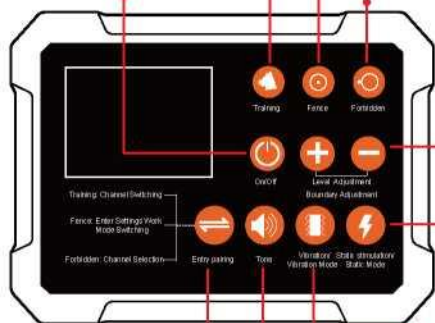 Training
Fence
Forbidden
On/Off
Level Adjustment
Boundary Adjustment
Training: Channel Switching
Fence: Enter Settings Work
Mode Switching
Forbidden: Channel Selection
Entry pairing
Tone
Vibration/
Vibration Mode
Static stimulation/
Static Mode